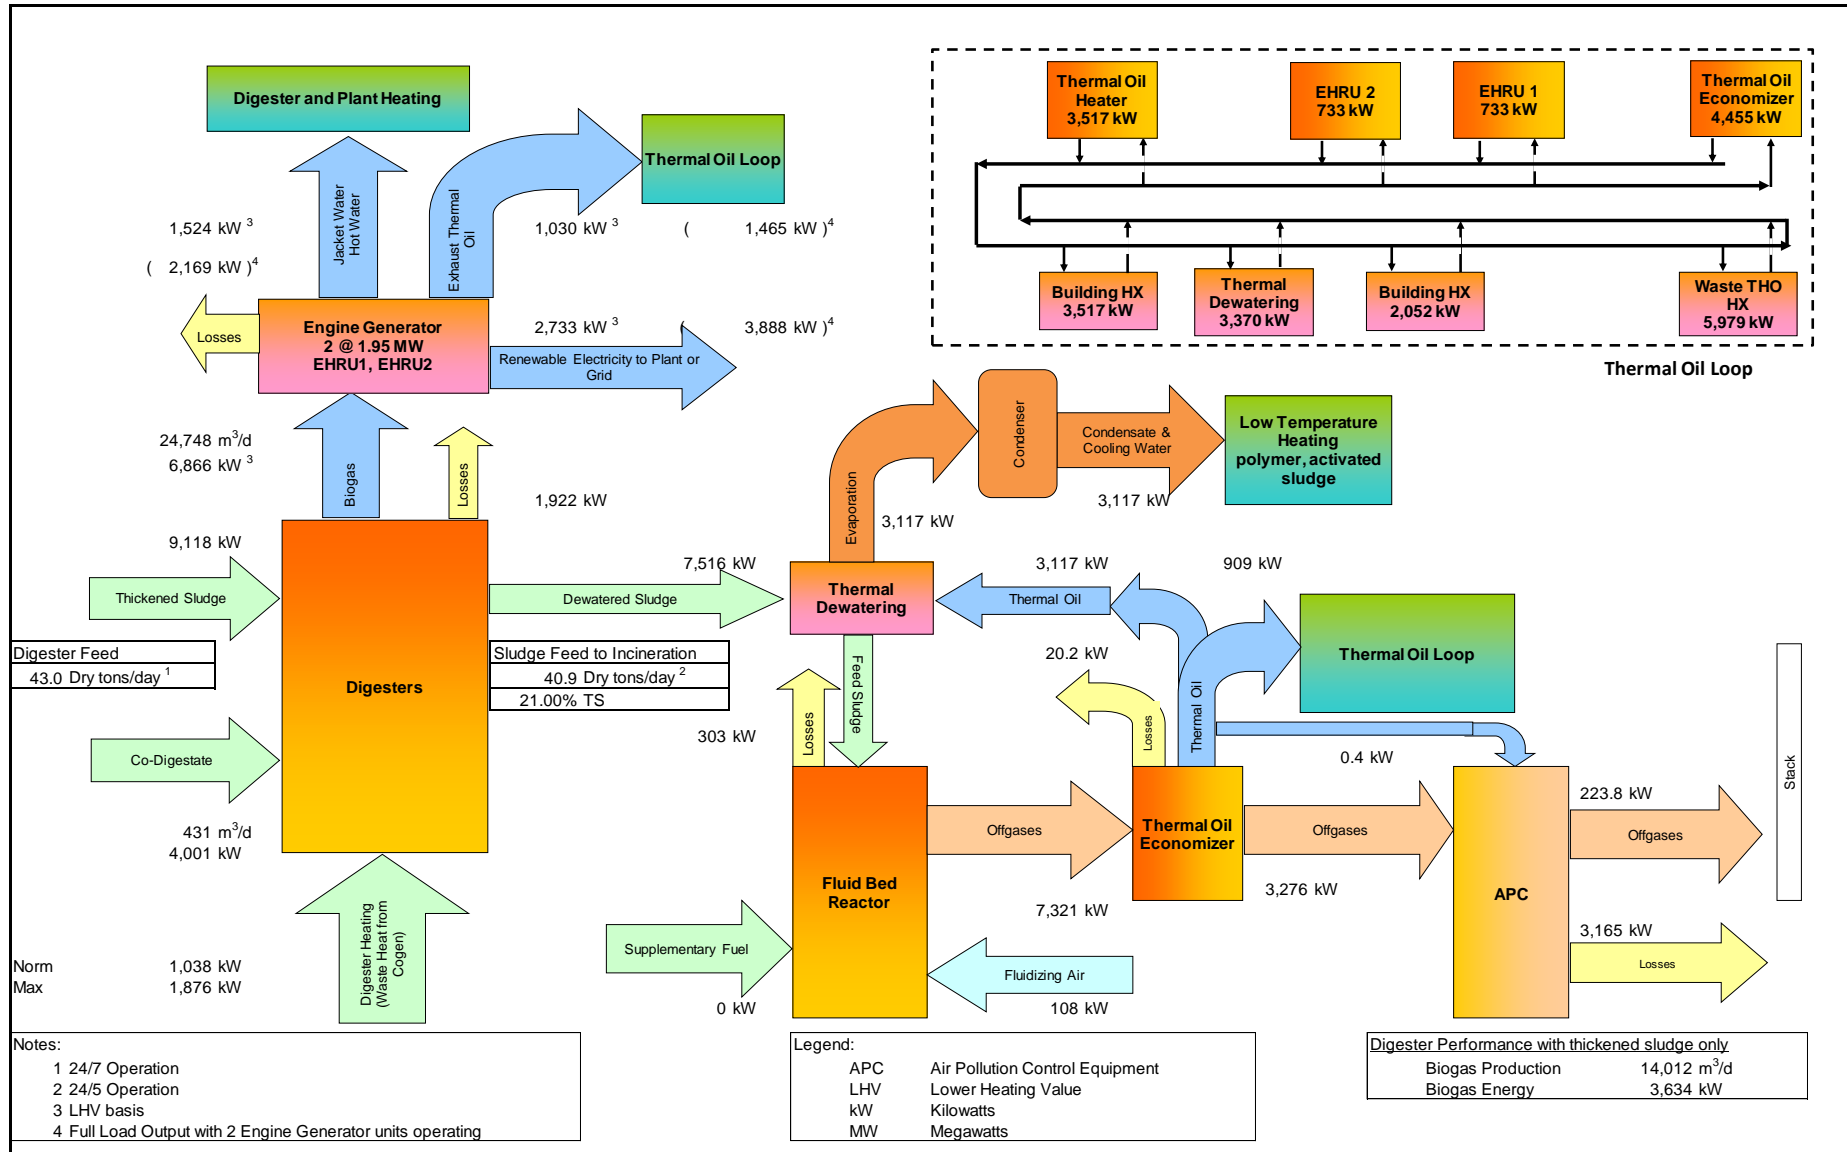 Digester and Plant Heating
Thermal Oil Loop
Jacket Water
Hot Water
Exhaust Thermal
Oil
1,524 kW 3
( 2,169 kW )4
1,030 kW 3 ( 1,465 kW )4
Losses
Engine Generator
2 @ 1.95 MW
EHRU1, EHRU2
2,733 kW 3 ( 3,888 kW )4
Renewable Electricity to Plant or
Grid
Thermal Oil
Heater
3,517 kW
EHRU 2
733 kW
EHRU 1
733 kW
Thermal Oil
Economizer
4,455 kW
Building HX
3,517 kW
Thermal
Dewatering
3,370 kW
Building HX
2,052 kW
Waste THO
HX
5,979 kW
Thermal Oil Loop
24,748 m3/d
6,866 kW 3
Biogas
Losses
1,922 kW
Evaporation
3,117 kW
Condenser
Condensate &
Cooling Water
3,117 kW
Low Temperature
Heating
polymer, activated
sludge
9,118 kW
Thickened Sludge
Digester Feed
43.0 Dry tons/day 1
Digesters
7,516 kW
Dewatered Sludge
Sludge Feed to Incineration
40.9 Dry tons/day 2
21.00% TS
Thermal
Dewatering
3,117 kW
Thermal Oil
909 kW
Thermal Oil Loop
20.2 kW
Losses
Thermal Oil
0.4 kW
Feed Sludge
303 kW
Losses
Co-Digestate
431 m3/d
4,001 kW
Digester Heating
(Waste Heat from
Cogen)
Norm 1,038 kW
Max 1,876 kW
Fluid Bed
Reactor
Supplementary Fuel
0 kW
Offgases
7,321 kW
Fluidizing Air
108 kW
Thermal Oil
Economizer
Offgases
3,276 kW
APC
223.8 kW
Offgases
3,165 kW
Losses
Stack
Notes:
1 24/7 Operation
2 24/5 Operation
3 LHV basis
4 Full Load Output with 2 Engine Generator units operating
Legend:
APC Air Pollution Control Equipment
LHV Lower Heating Value
kW Kilowatts
MW Megawatts
Digester Performance with thickened sludge only
Biogas Production 14,012 m3/d
Biogas Energy 3,634 kW